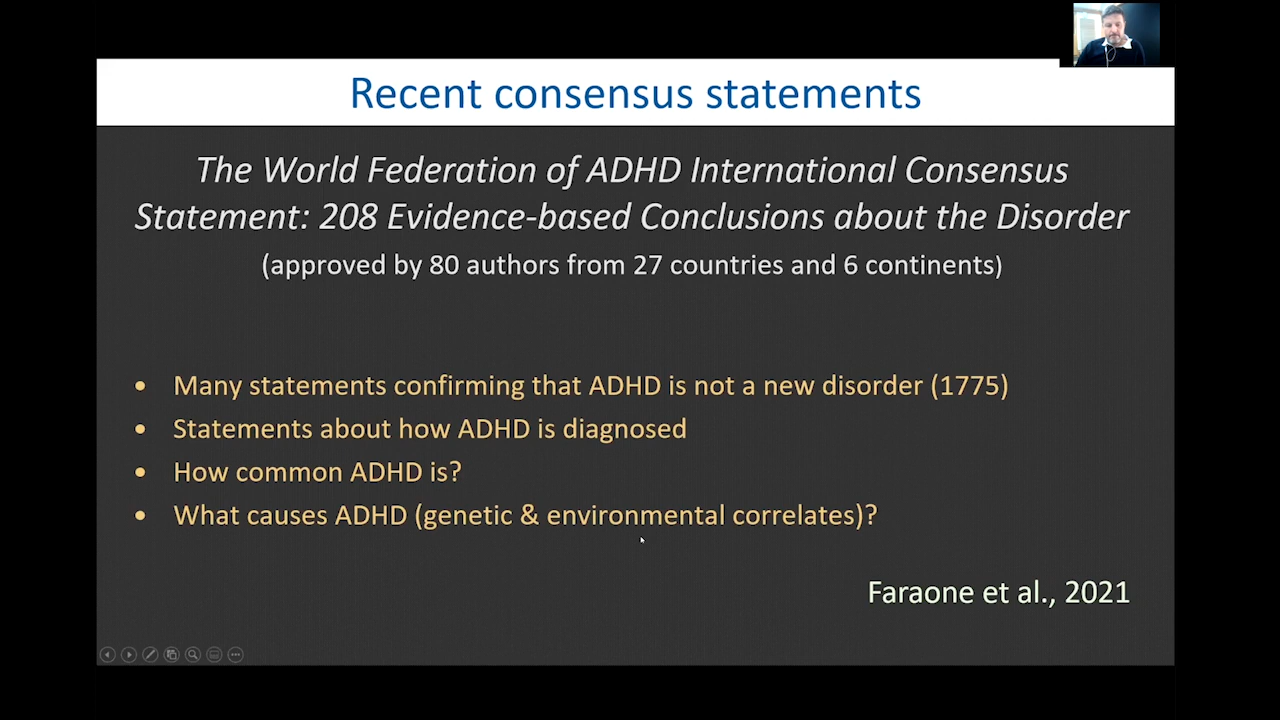 Recent consensus statements
The World Federation of ADHD International Consensus
Statement: 208 Evidence-based Conclusions about the Disorder
(approved by 80 authors from 27 countries and 6 continents)
• Many statements confirming that ADHD is not a new disorder (1775)
• Statements about how ADHD is diagnosed
• How common ADHD is?
• What causes ADHD (genetic & environmental correlates)?
Faraone et al., 2021